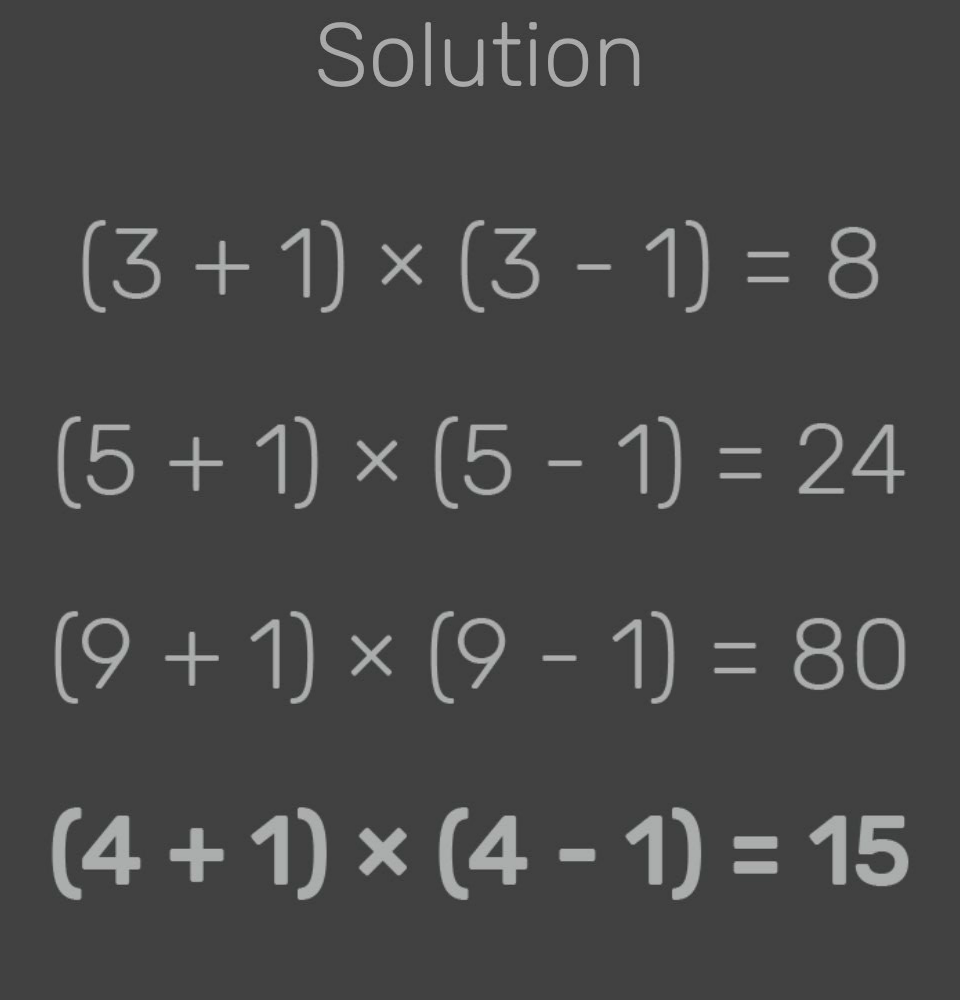 Solution
(3 + 1) × (3 - 1) = 8
(5 + 1) × (5 - 1) = 24
(9 + 1) × (9 - 1) = 80
(4 + 1) × (4 - 1) = 15